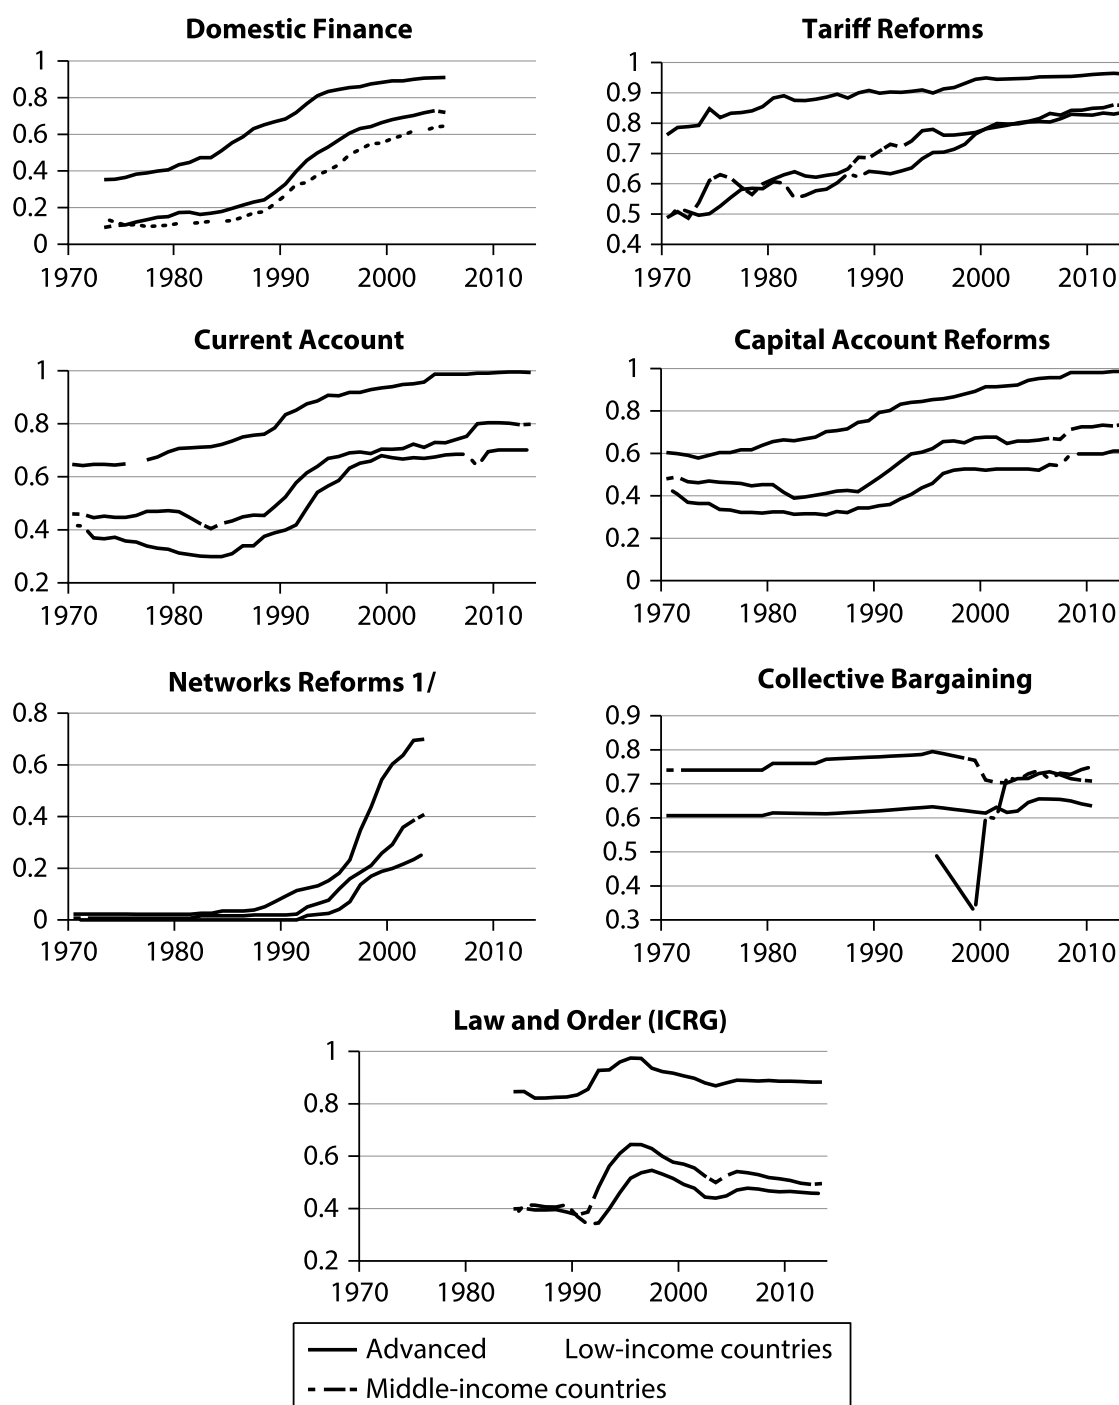 Domestic Finance
1
0.8
0.6
0.4
0.2
0
1970 1980 1990 2000 2010
Tariff Reforms
1
0.9
0.8
0.7
0.6
0.5
0.4
1970 1980 1990 2000 2010
Current Account
1
0.8
0.6
0.4
0.2
1970 1980 1990 2000 2010
Capital Account Reforms
1
0.8
0.6
0.4
0.2
0
1970 1980 1990 2000 2010
Networks Reforms 1/
0.8
0.6
0.4
0.2
0
1970 1980 1990 2000 2010
Collective Bargaining
0.9
0.8
0.7
0.6
0.5
0.4
0.3
1970 1980 1990 2000 2010
Law and Order (ICRG)
1
0.8
0.6
0.4
0.2
1970 1980 1990 2000 2010
Advanced Low-income countries
Middle-income countries